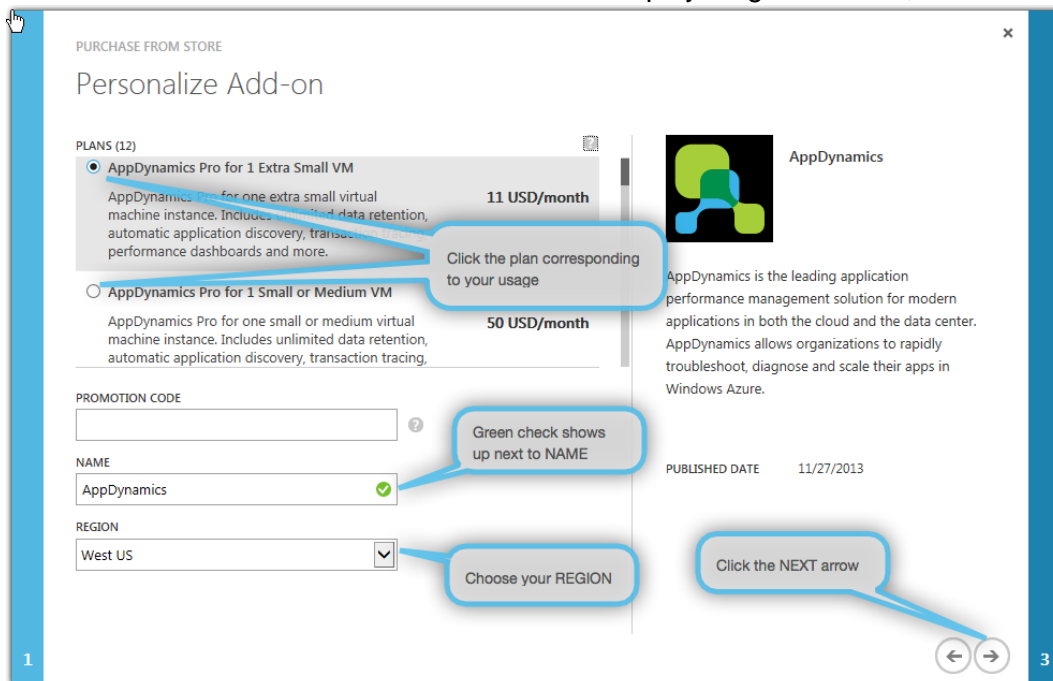 PURCHASE FROM STORE
Personalize Add-on
PLANS (12)
AppDynamics Pro for 1 Extra Small VM
AppDynamics Pro for one extra small virtual
machine instance. Includes unlimited data retention,
automatic application discovery, transaction tracing,
performance dashboards and more.
11 USD/month
Click the plan corresponding
to your usage
AppDynamics Pro for 1 Small or Medium VM
AppDynamics Pro for one small or medium virtual
machine instance. Includes unlimited data retention,
automatic application discovery, transaction tracing,
50 USD/month
PROMOTION CODE
Green check shows
up next to NAME
NAME
AppDynamics
REGION
West US
Choose your REGION
AppDynamics
AppDynamics is the leading application
performance management solution for modern
applications in both the cloud and the data center.
AppDynamics allows organizations to rapidly
troubleshoot, diagnose and scale their apps in
Windows Azure.
PUBLISHED DATE 11/27/2013
Click the NEXT arrow
1
3